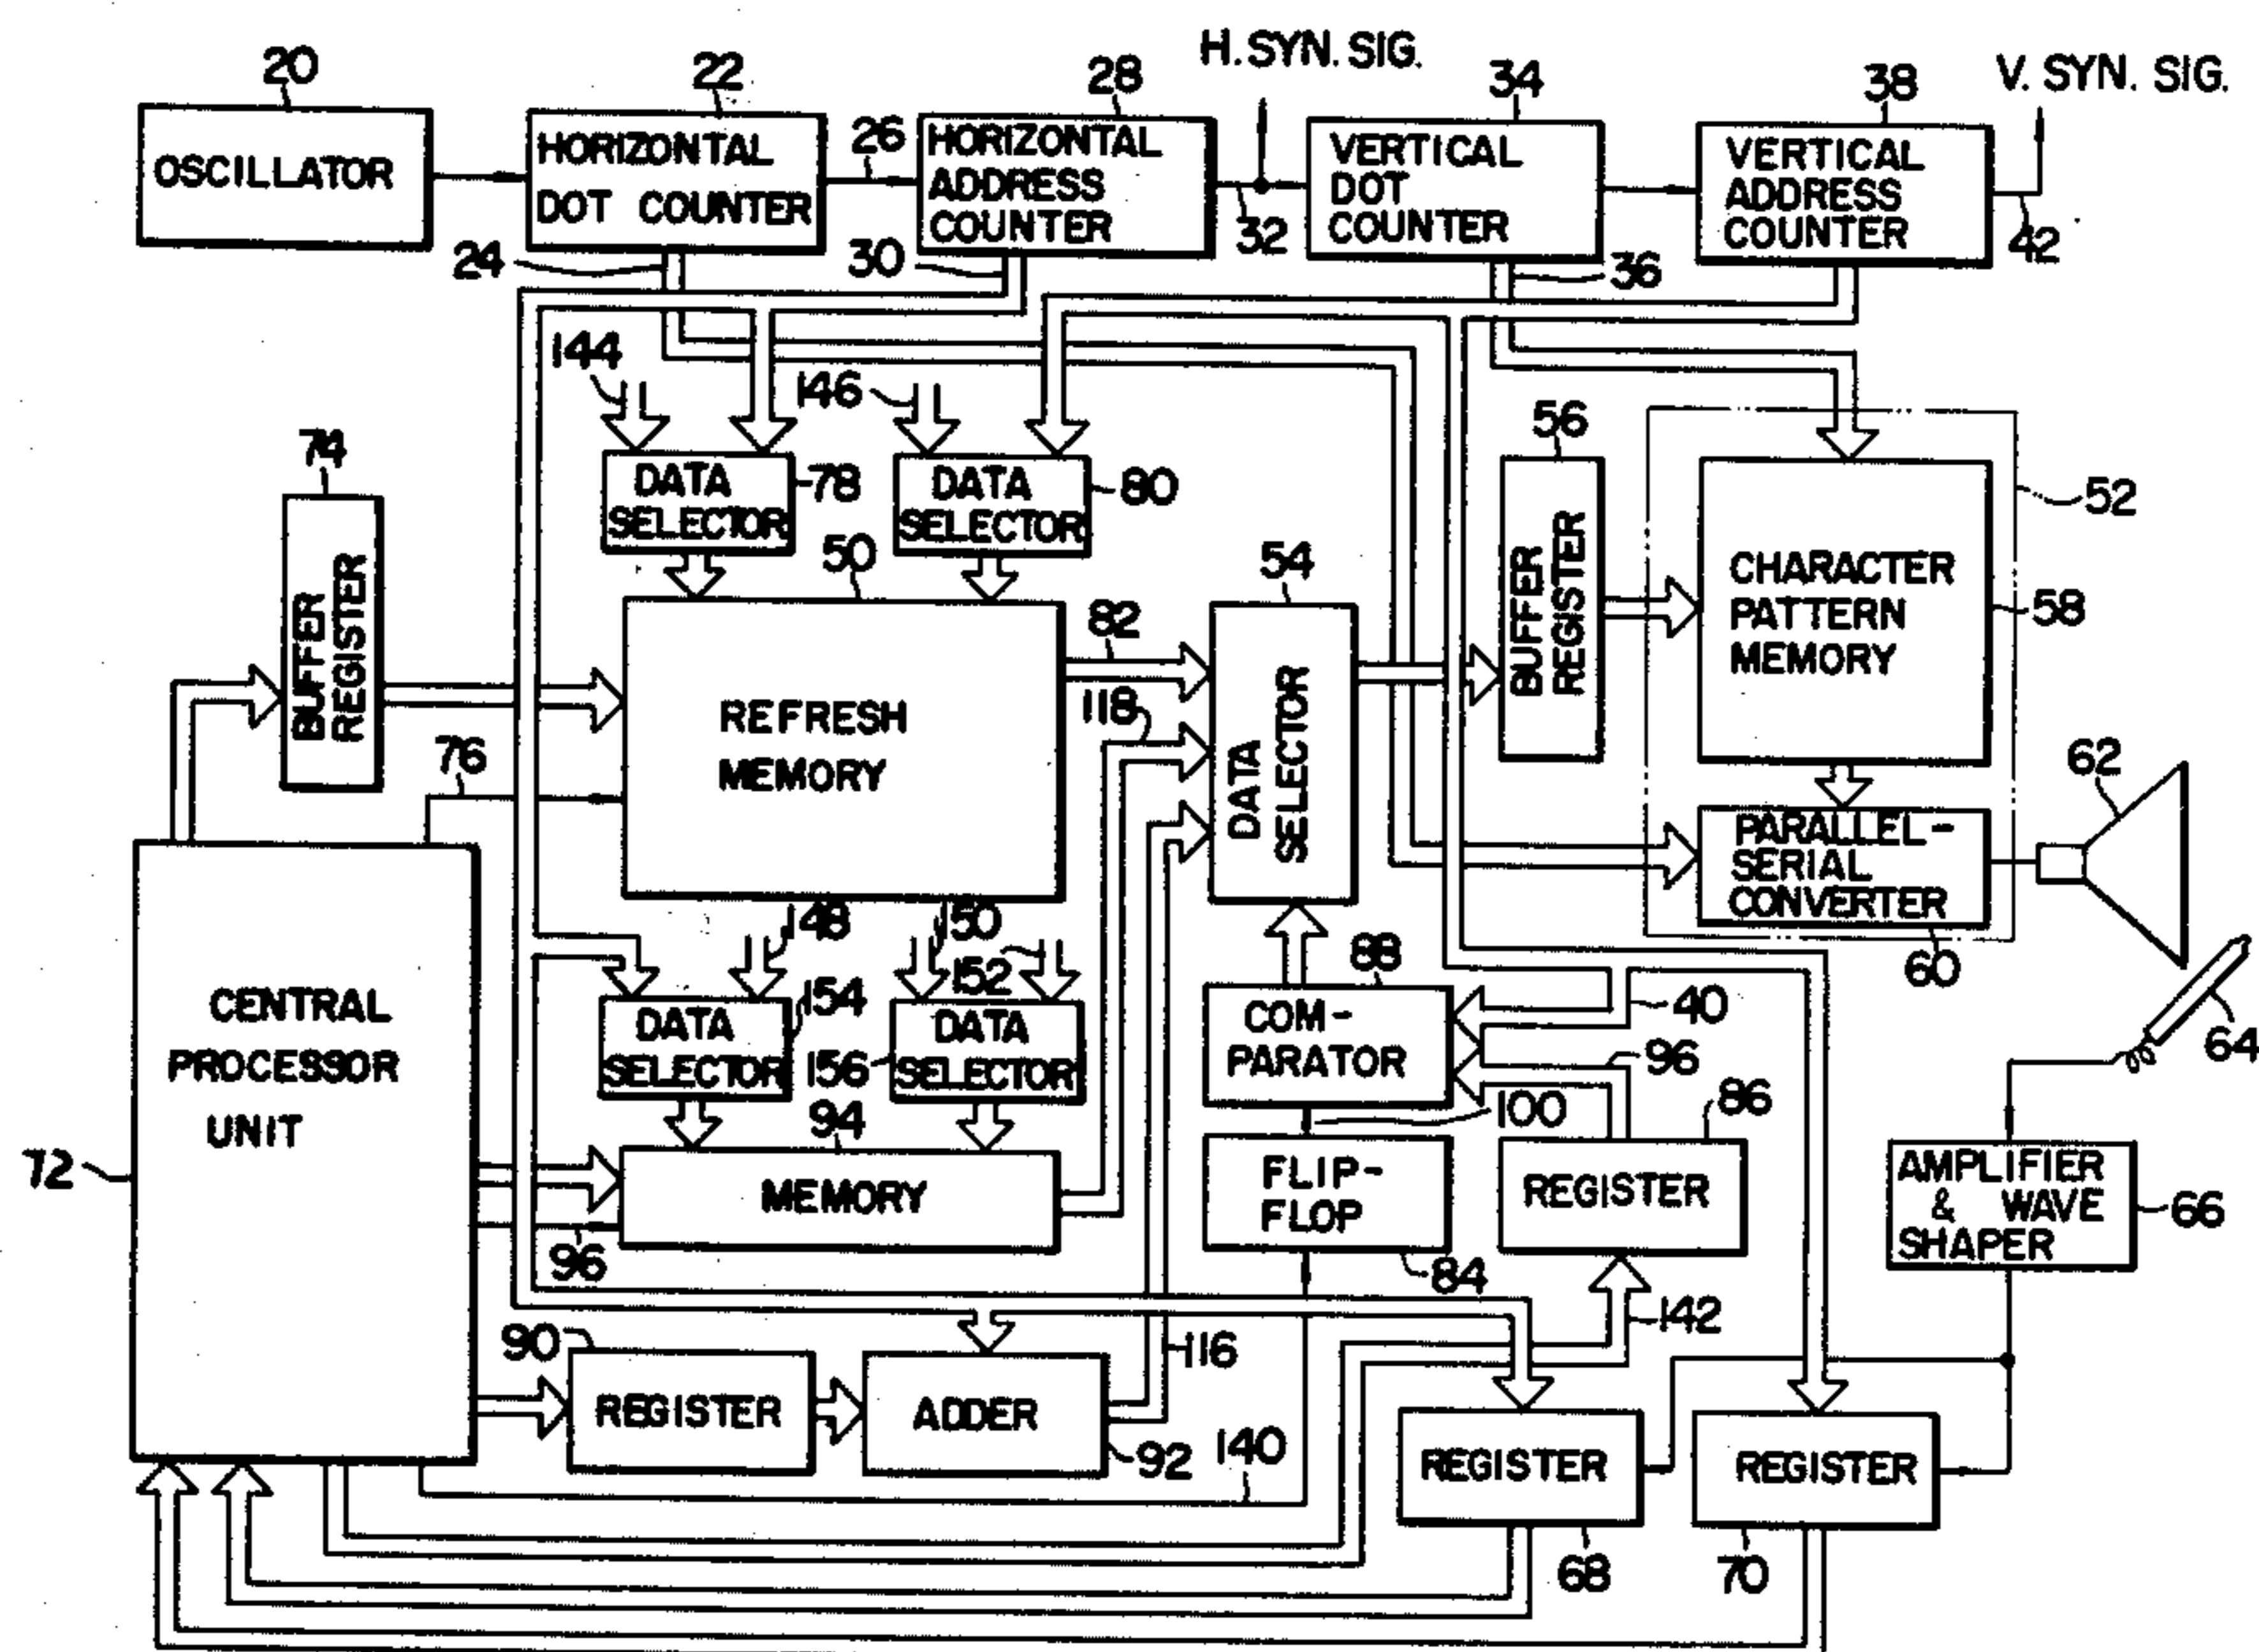 H. SYN. SIG.
V. SYN. SIG.
20
22
28
34
38
OSCILLATOR
HORIZONTAL
DOT COUNTER
26
HORIZONTAL
ADDRESS
COUNTER
32
VERTICAL
DOT
COUNTER
VERTICAL
ADDRESS
COUNTER
42
24
30
36
144
146
74
BUFFER
REGISTER
DATA
SELECTOR
78
DATA
SELECTOR
80
56
BUFFER
REGISTER
52
CHARACTER
PATTERN
MEMORY
58
50
REFRESH
MEMORY
82
118
54
DATA
SELECTOR
76
62
PARALLEL-
SERIAL
CONVERTER
60
64
148
150
152
DATA
SELECTOR
154
DATA
SELECTOR
156
88
COM-
PARATOR
40
96
100
86
CENTRAL
PROCESSOR
UNIT
72
94
MEMORY
96
FLIP-
FLOP
84
REGISTER
AMPLIFIER
& WAVE
SHAPER
66
142
90
REGISTER
ADDER
92
116
140
REGISTER
68
REGISTER
70